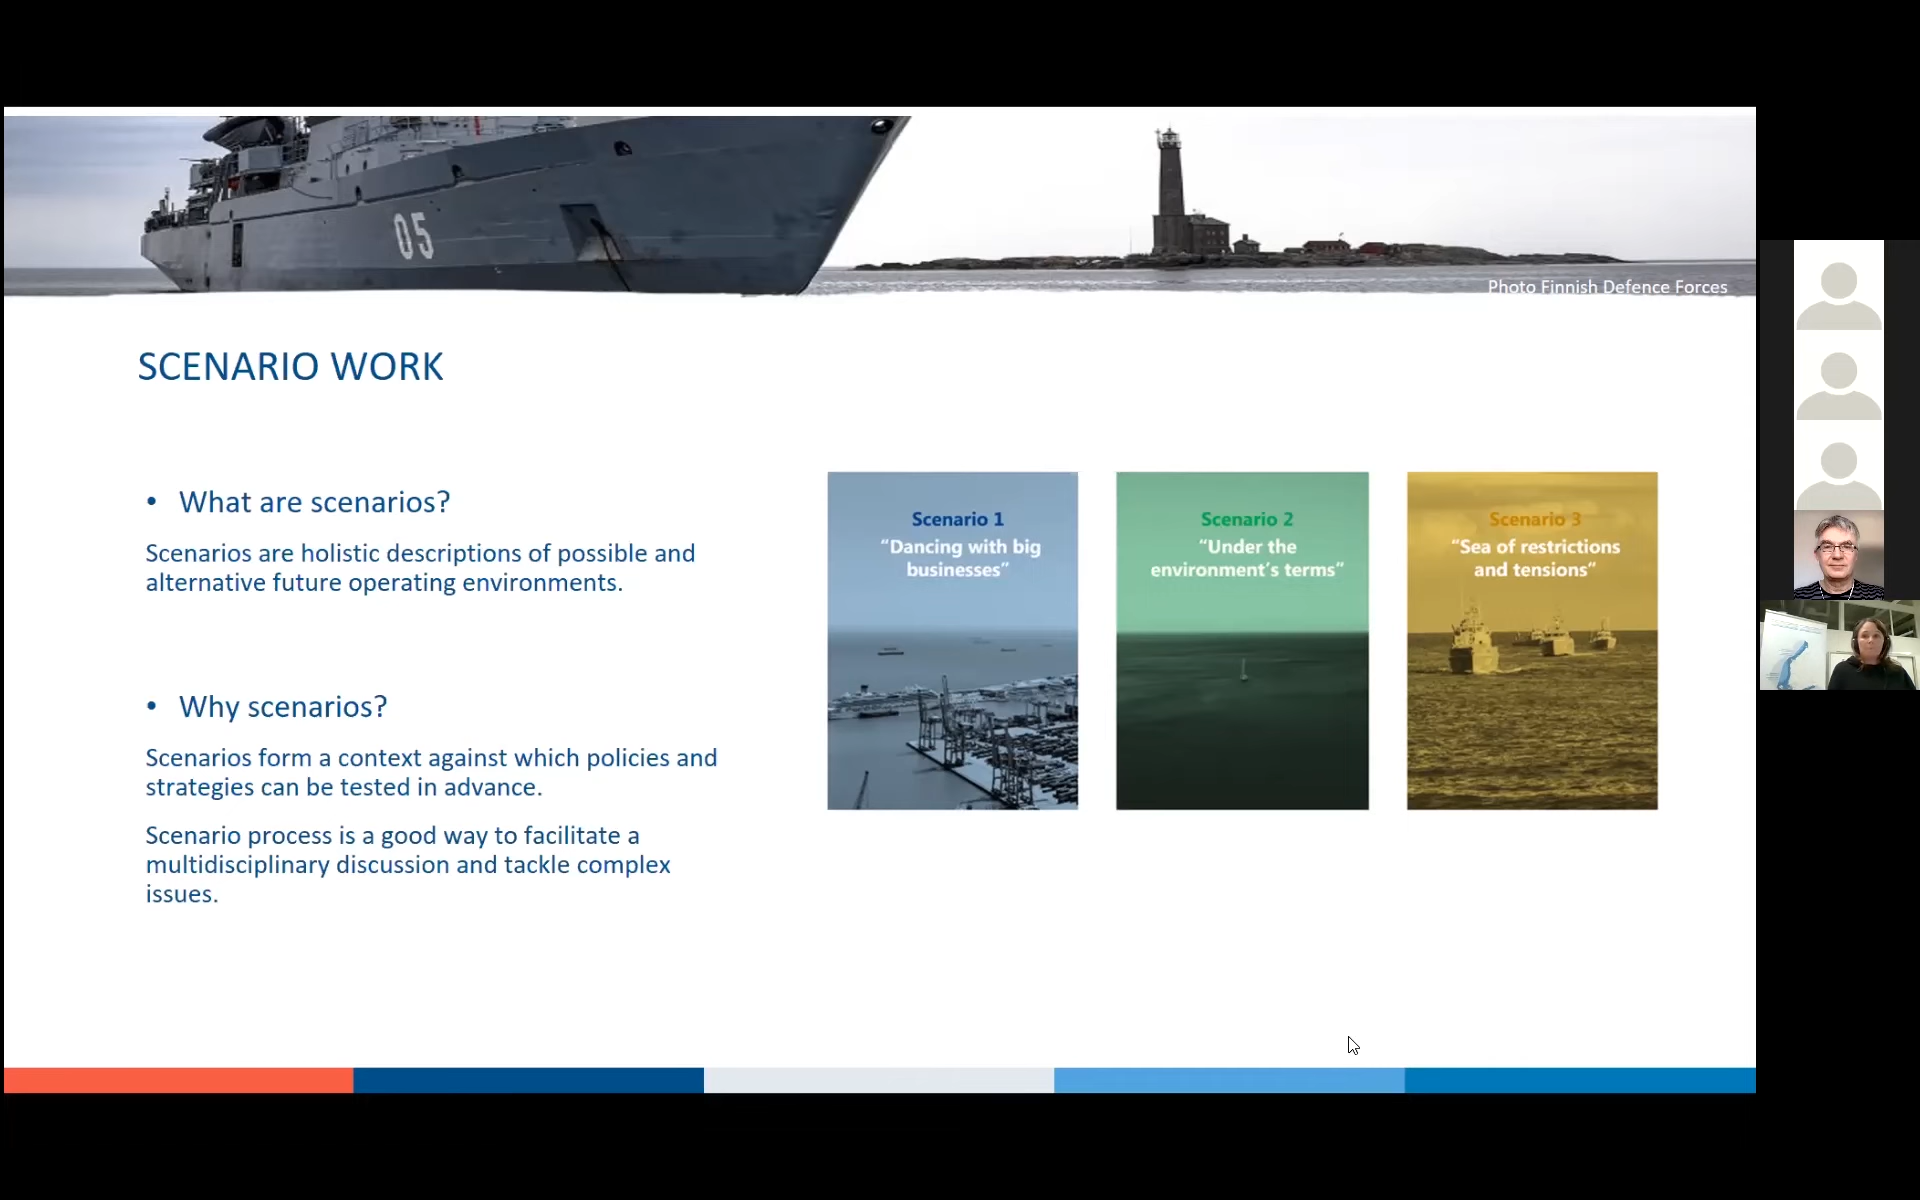 05
Photo Finnish Defence Forces
SCENARIO WORK
• What are scenarios?
Scenarios are holistic descriptions of possible and
alternative future operating environments.
• Why scenarios?
Scenarios form a context against which policies and
strategies can be tested in advance.
Scenario process is a good way to facilitate a
multidisciplinary discussion and tackle complex
issues.
Scenario 1
“Dancing with big
businesses”
Scenario 2
“Under the
environment’s terms“
Scenario 3
“Sea of restrictions
and tensions“